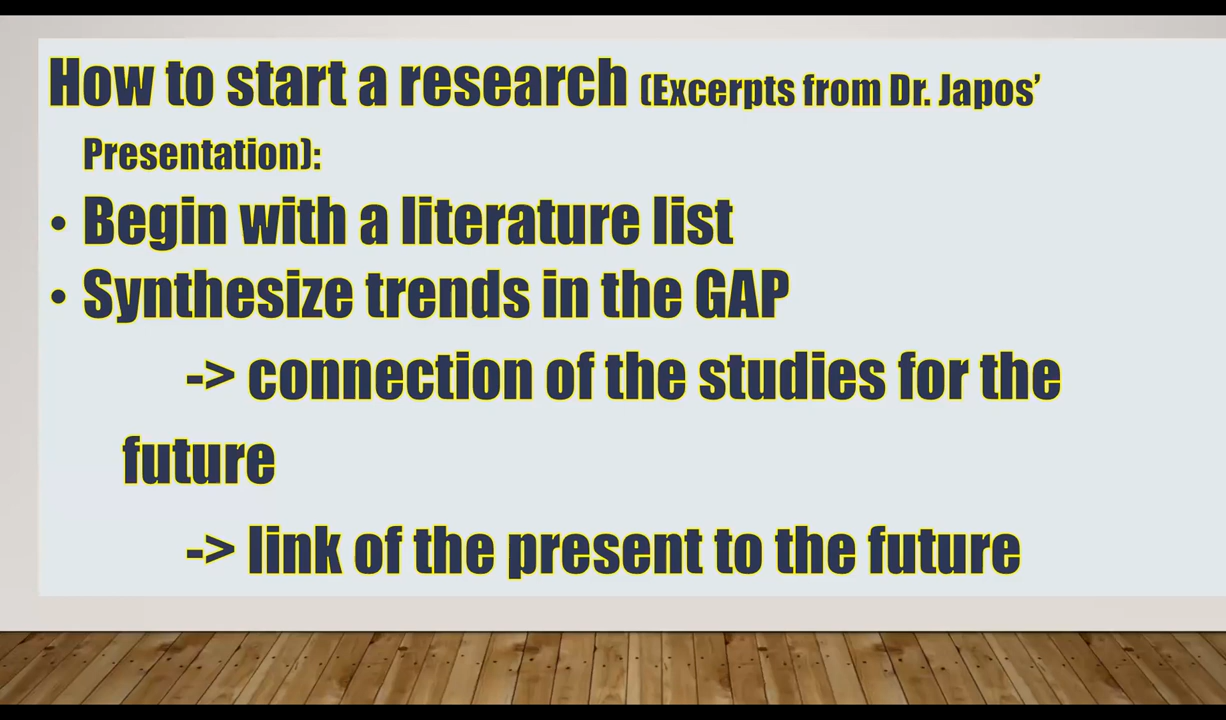 How to start a research (Excerpts from Dr. Japos’
Presentation):
• Begin with a literature list
• Synthesize trends in the GAP
-> connection of the studies for the
future
-> link of the present to the future